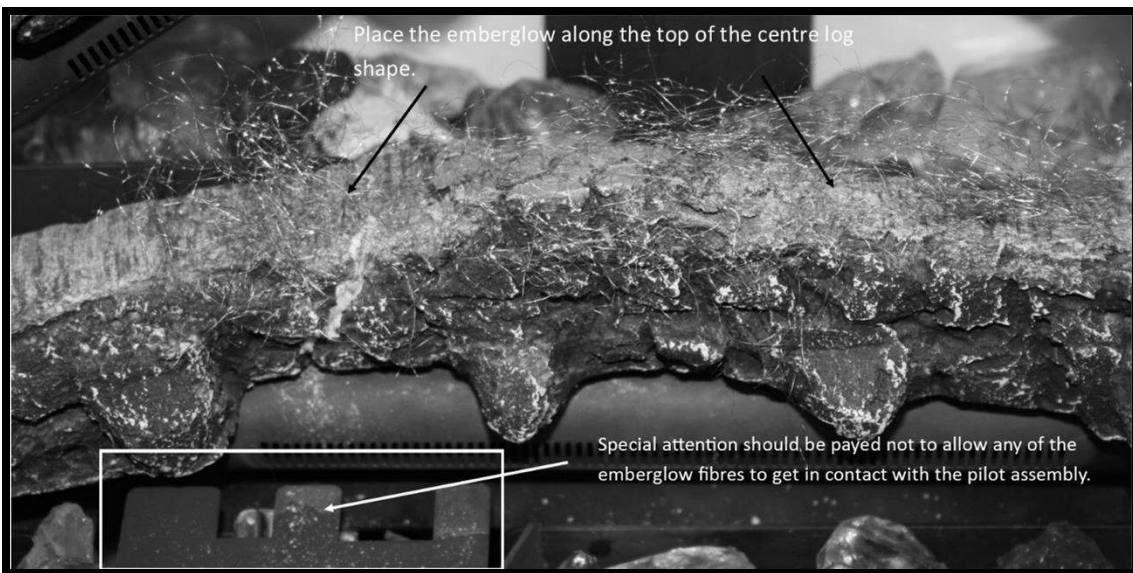 Place the emberglow along the top of the centre log
shape.
Special attention should be payed not to allow any of the
emberglow fibres to get in contact with the pilot assembly.